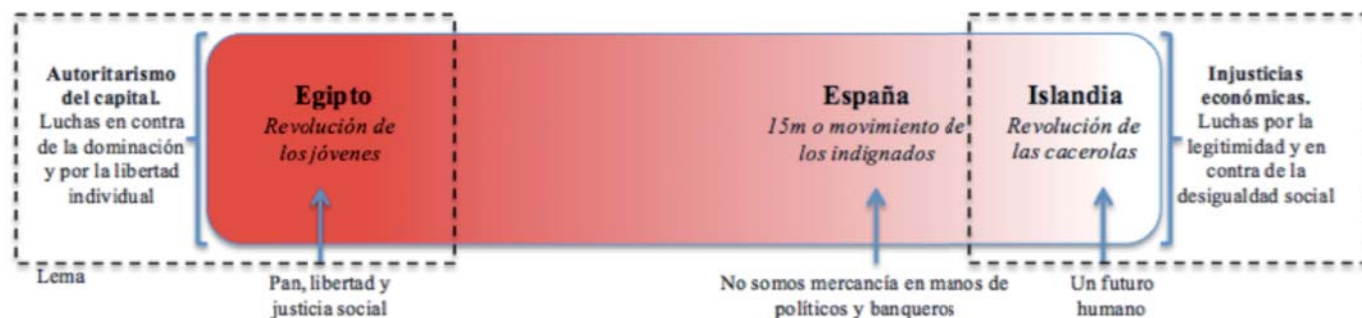 Autoritarismo
del capital.
Luchas en contra
de la dominación
y por la libertad
individual
Egipto
Revolución de
los jóvenes
España
15m o movimiento de
los indignados
Islandia
Revolución de
las cacerolas
Injusticias
económicas.
Luchas por la
legitimidad y en
contra de la
desigualdad social
Lema
Pan, libertad y
justicia social
No somos mercancía en manos de
políticos y banqueros
Un futuro
humano